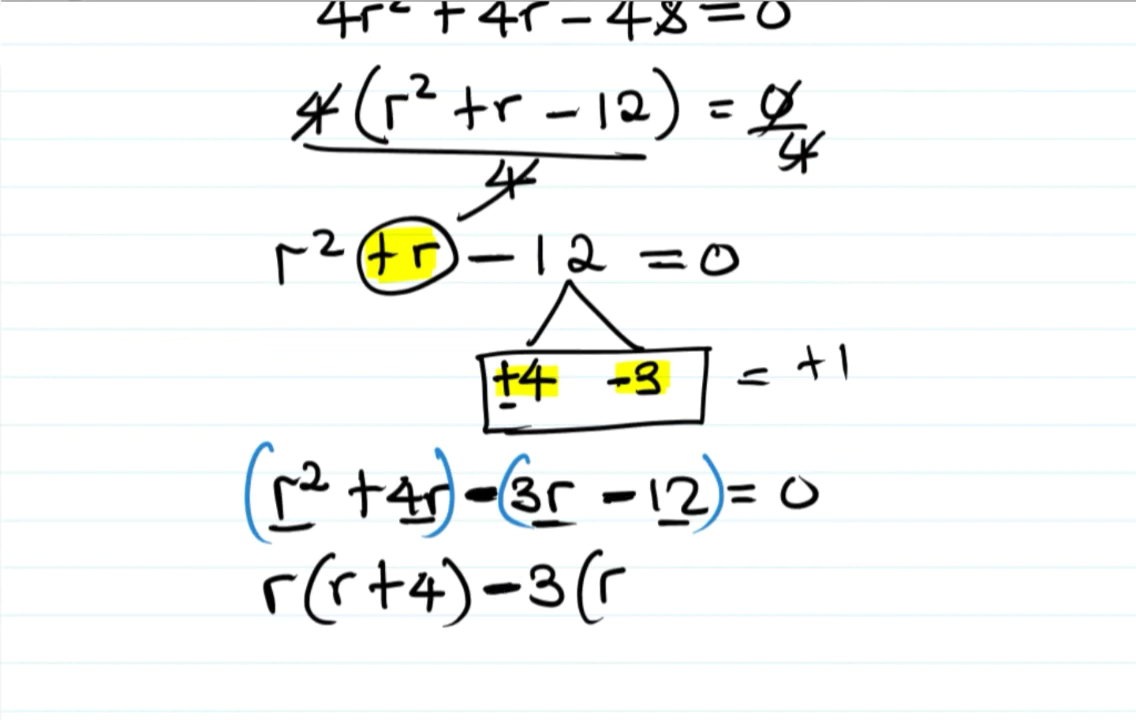 4r² + 4r - 48 = 0
4(r² + r - 12) = 0/4
4
r² + r - 12 = 0
+4 -3 = +1
(r² + 4r) - (3r - 12) = 0
r(r+4) - 3(r